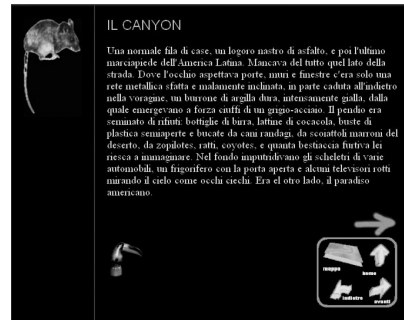 IL CANYON
Una normale fila di case, un logoro nastro di asfalto, e poi l'ultimo
marciapiede dell'America Latina. Mancava del tutto quel lato della
strada. Dove l'occhio aspettava porte, muri e finestre c'era solo una
rete metallica sfatta e malamente inclinata, in parte caduta all'indietro
nella voragine, un burrone di argilla dura, intensamente gialla, dalla
quale emergevano a forza ciuffi di un grigio-acciaio. Il pendio era
seminato di rifiuti: bottiglie di birra, lattine di cocacola, buste di
plastica semiaperte e bucate da cani randagi, da scoiattoli marroni del
deserto, da zopilotes, ratti, coyotes, e quanta bestiaccia furtiva lei
riesca a immaginare. Nel fondo imputridivano gli scheletri di varie
automobili, un frigorifero con la porta aperta e alcuni televisori rotti
mirando il cielo come occhi ciechi. Era el otro lado, il paradiso
americano.
mappa
home
indietro
avanti